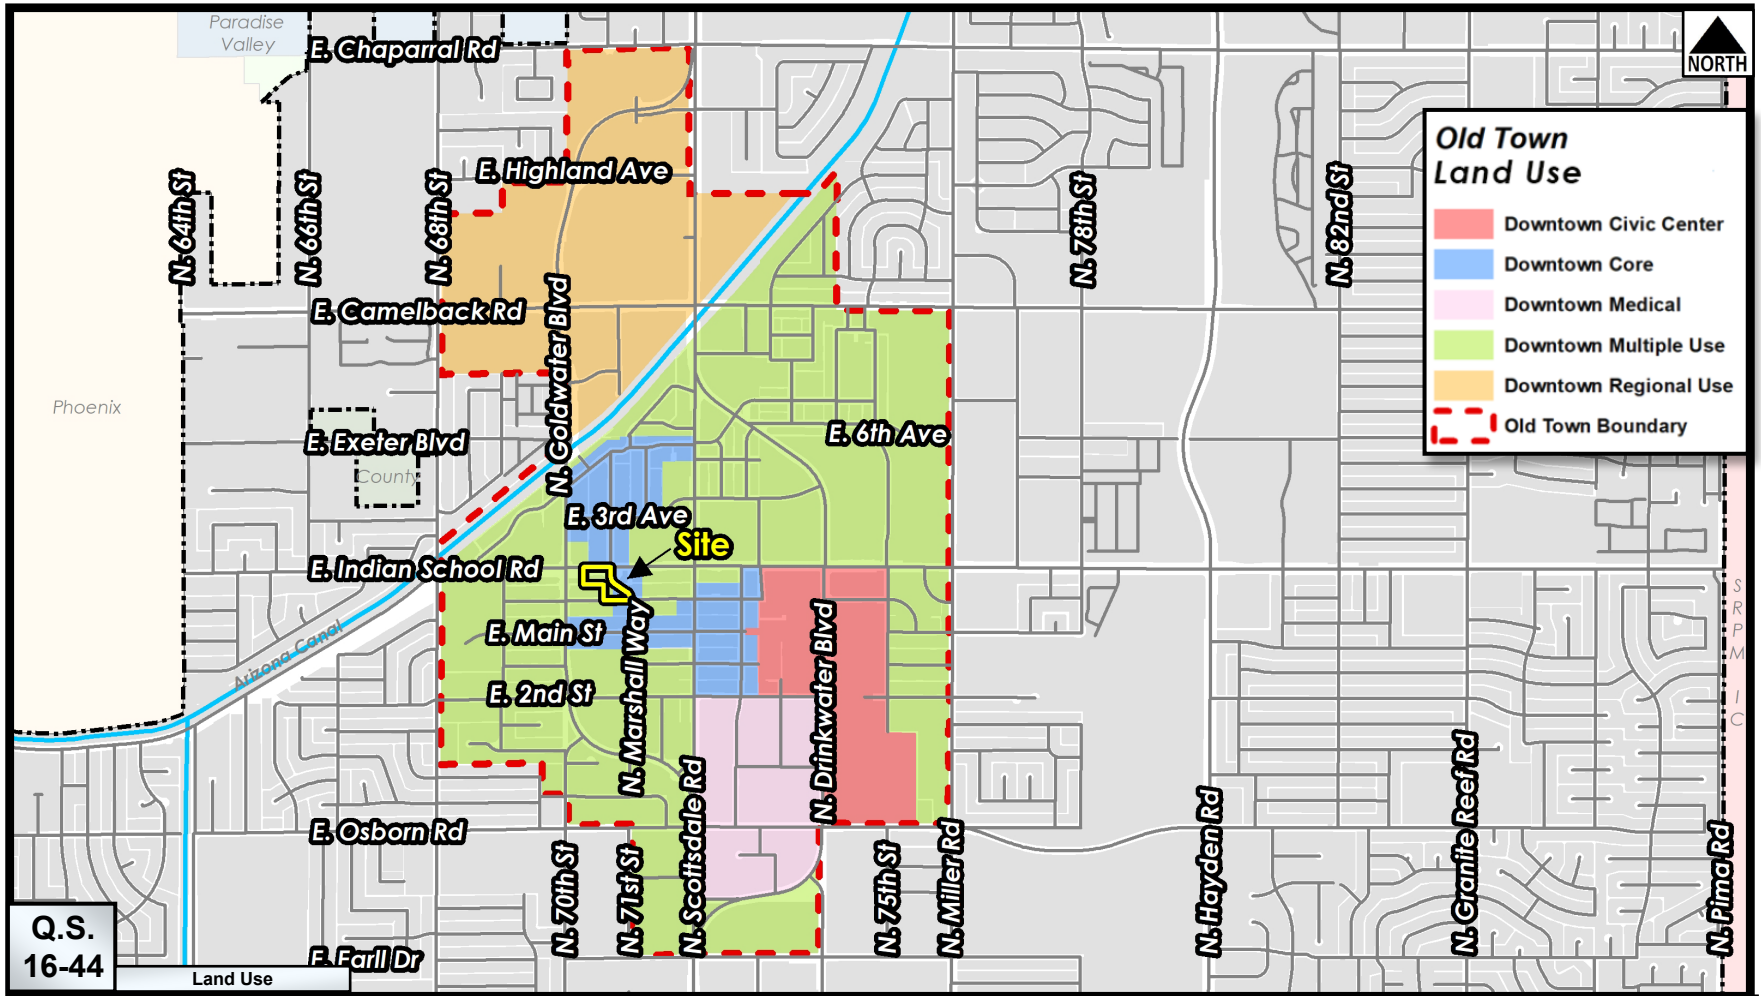 Paradise
Valley
E. Chaparral Rd
NORTH
Old Town
Land Use
Downtown Civic Center
Downtown Core
Downtown Medical
Downtown Multiple Use
Downtown Regional Use
Old Town Boundary
E. Highland Ave
N. 64th St
N. 66th St
N. 68th St
N. 78th St
N. 82nd St
E. Camelback Rd
N. Goldwater Blvd
Phoenix
E. Exeter Blvd
County
E. 6th Ave
E. 3rd Ave
Site
E. Indian School Rd
Arizona Canal
E. Main St
E. 2nd St
N. Marshall Way
N. Drinkwater Blvd
SRPMIC
E. Osborn Rd
N. 70th St
N. 71st St
N. Scottsdale Rd
N. 75th St
N. Miller Rd
N. Hayden Rd
N. Granite Reef Rd
N. Pima Rd
E. Earll Dr
Q.S.
16-44
Land Use